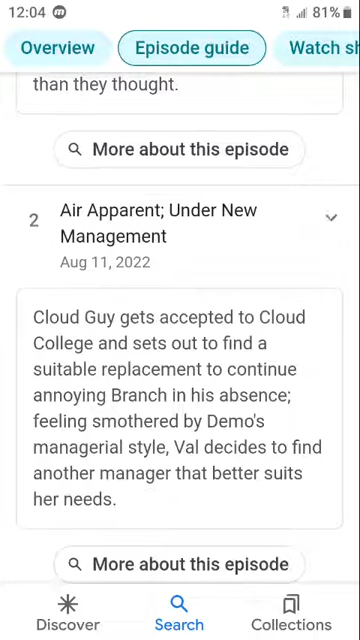 12:04 81%
Overview Episode guide Watch sh
than they thought.
More about this episode
2 Air Apparent; Under New
Management
Aug 11, 2022
Cloud Guy gets accepted to Cloud
College and sets out to find a
suitable replacement to continue
annoying Branch in his absence;
feeling smothered by Demo's
managerial style, Val decides to find
another manager that better suits
her needs.
More about this episode
Discover Search Collections